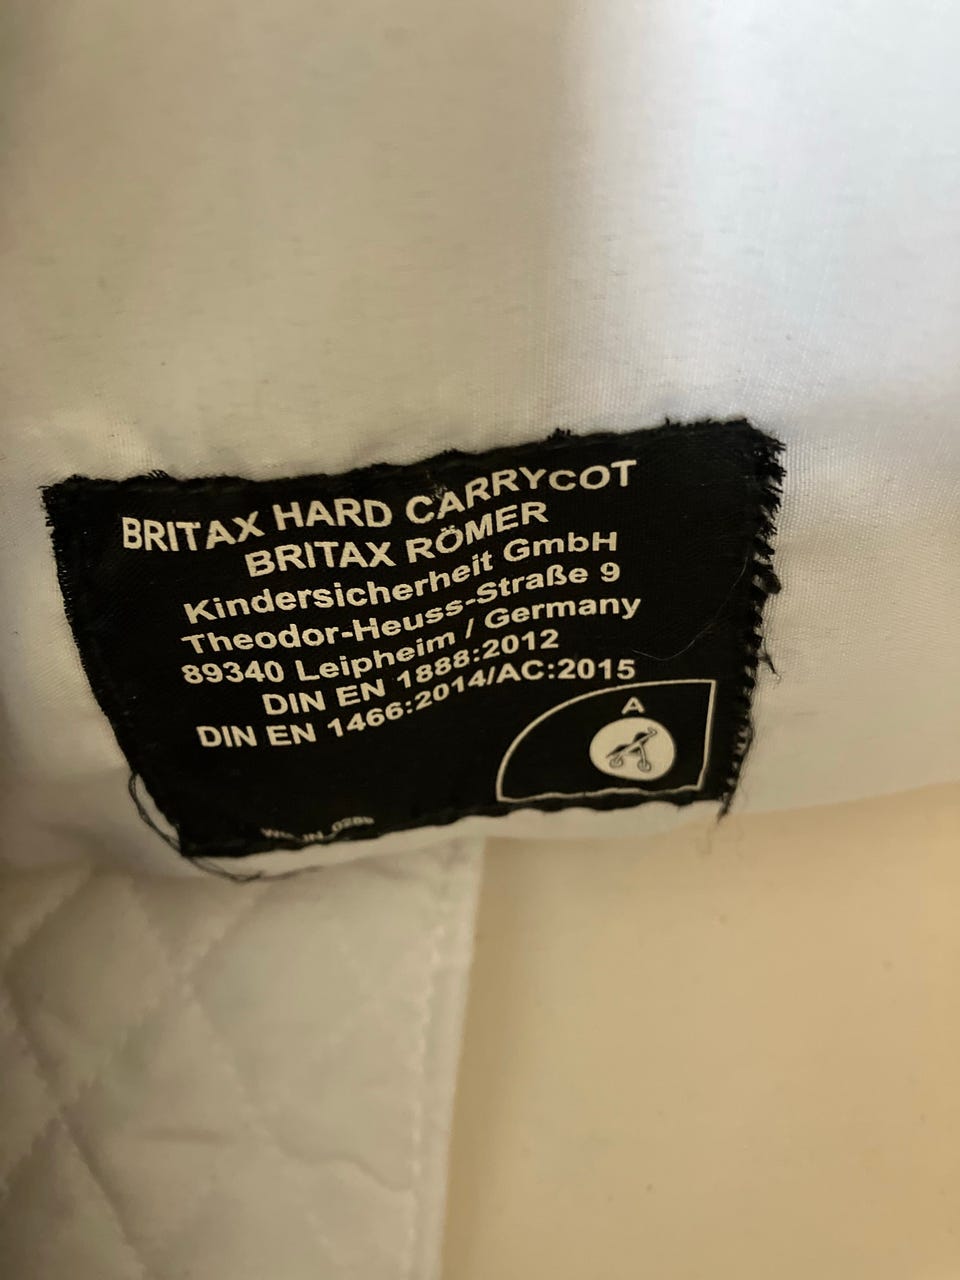 BRITAX HARD CARRYCOT
BRITAX RÖMER
Kindersicherheit GmbH
Theodor-Heuss-Straße 9
89340 Leipheim / Germany
DIN EN 1888:2012
DIN EN 1466:2014/AC:2015
A